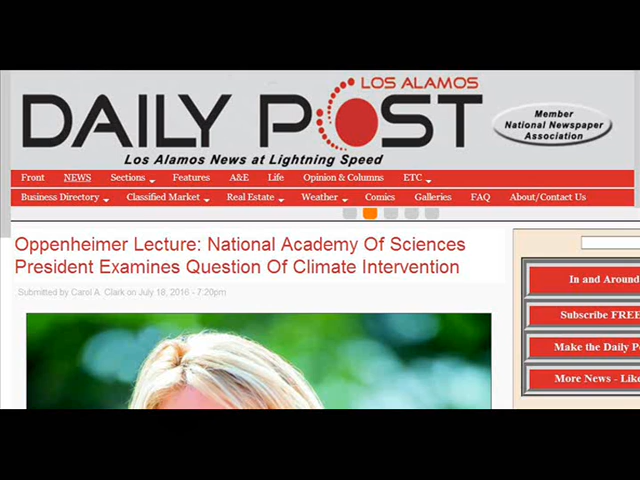 LOS ALAMOS
DAILY POST
Los Alamos News at Lightning Speed
Member
National Newspaper
Association
Front NEWS Sections Features A&E Life Opinion & Columns ETC
Business Directory Classified Market Real Estate Weather Comics Galleries FAQ About/Contact Us
Oppenheimer Lecture: National Academy Of Sciences
President Examines Question Of Climate Intervention
Submitted by Carol A. Clark on July 18, 2016 - 7:20pm
In and Around
Subscribe FREE
Make the Daily
More News - Like